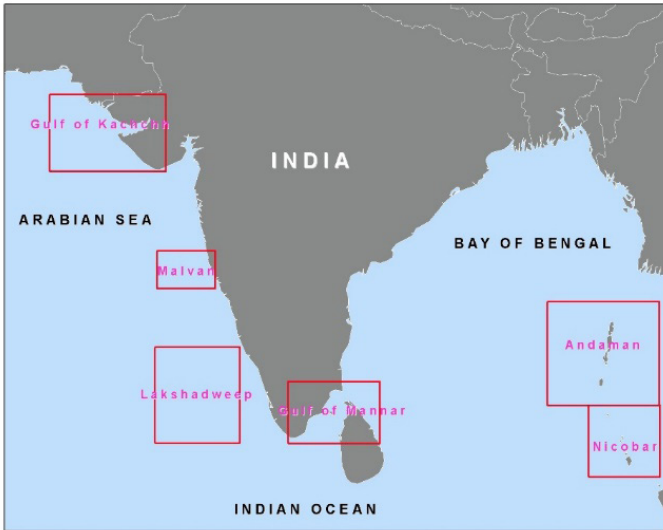 Gulf of Kachchh
INDIA
ARABIAN SEA
BAY OF BENGAL
Malvan
Andaman
Lakshadweep
Gulf of Mannar
Nicobar
INDIAN OCEAN